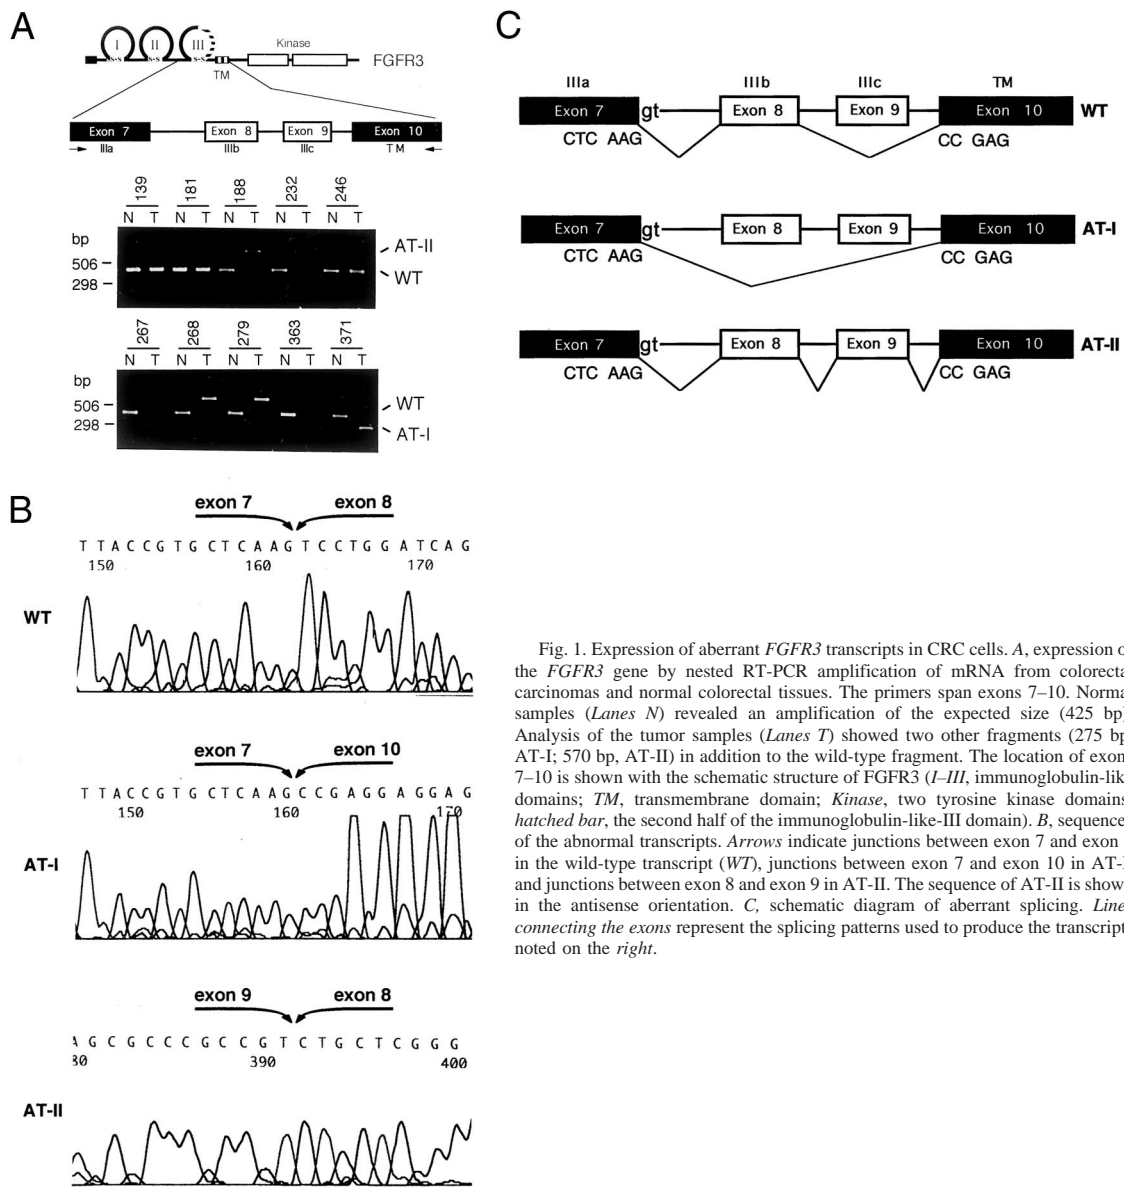 A
I II III
s-s s-s s-s
Kinase
TM
FGFR3
Exon 7 Exon 8 Exon 9 Exon 10
IIIa IIIb IIIc TM
139 181 188 232 246
N T N T N T N T N T
bp
506
298
AT-II
WT
267 268 279 363 371
N T N T N T N T N T
bp
506
298
WT
AT-I
B
exon 7 exon 8
T T A C C G T G C T C A A G T C C T G G A T C A G
150 160 170
WT
exon 7 exon 10
T T A C C G T G C T C A A G C C G A G G A G G A G
150 160 170
AT-I
exon 9 exon 8
A G C G C C C G C C G T C T G C T C G G G
80 390 400
AT-II
C
IIIa IIIb IIIc TM
Exon 7 gt Exon 8 Exon 9 Exon 10 WT
CTC AAG CC GAG
Exon 7 gt Exon 8 Exon 9 Exon 10 AT-I
CTC AAG CC GAG
Exon 7 gt Exon 8 Exon 9 Exon 10 AT-II
CTC AAG CC GAG
Fig. 1. Expression of aberrant FGFR3 transcripts in CRC cells. A, expression o
the FGFR3 gene by nested RT-PCR amplification of mRNA from colorecta
carcinomas and normal colorectal tissues. The primers span exons 7–10. Norma
samples (Lanes N) revealed an amplification of the expected size (425 bp)
Analysis of the tumor samples (Lanes T) showed two other fragments (275 bp
AT-I; 570 bp, AT-II) in addition to the wild-type fragment. The location of exon
7–10 is shown with the schematic structure of FGFR3 (I–III, immunoglobulin-lik
domains; TM, transmembrane domain; Kinase, two tyrosine kinase domains
hatched bar, the second half of the immunoglobulin-like-III domain). B, sequence
of the abnormal transcripts. Arrows indicate junctions between exon 7 and exon
in the wild-type transcript (WT), junctions between exon 7 and exon 10 in AT-I
and junctions between exon 8 and exon 9 in AT-II. The sequence of AT-II is show
in the antisense orientation. C, schematic diagram of aberrant splicing. Line
connecting the exons represent the splicing patterns used to produce the transcript
noted on the right.